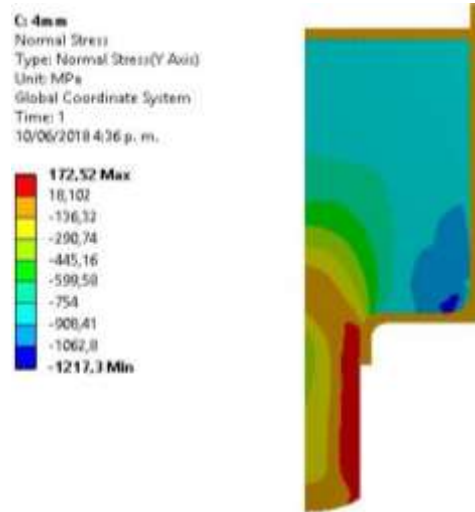 C: 4mm
Normal Stress
Type: Normal Stress(Y Axis)
Unit: MPa
Global Coordinate System
Time: 1
10/06/2018 4:36 p. m.
172,52 Max
18,102
-136,32
-290,74
-445,16
-599,58
-754
-908,41
-1062,8
-1217,3 Min